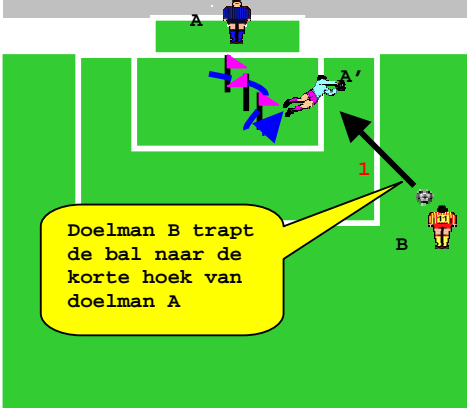 A
A'
1
B
Doelman B trapt
de bal naar de
korte hoek van
doelman A